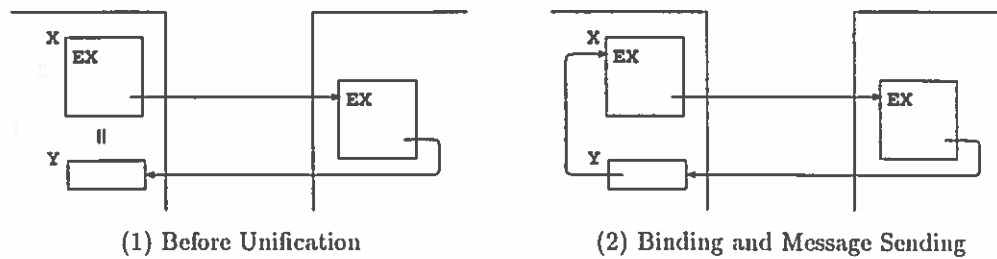 X
EX
EX
||
Y
(1) Before Unification
X
EX
EX
Y
(2) Binding and Message Sending